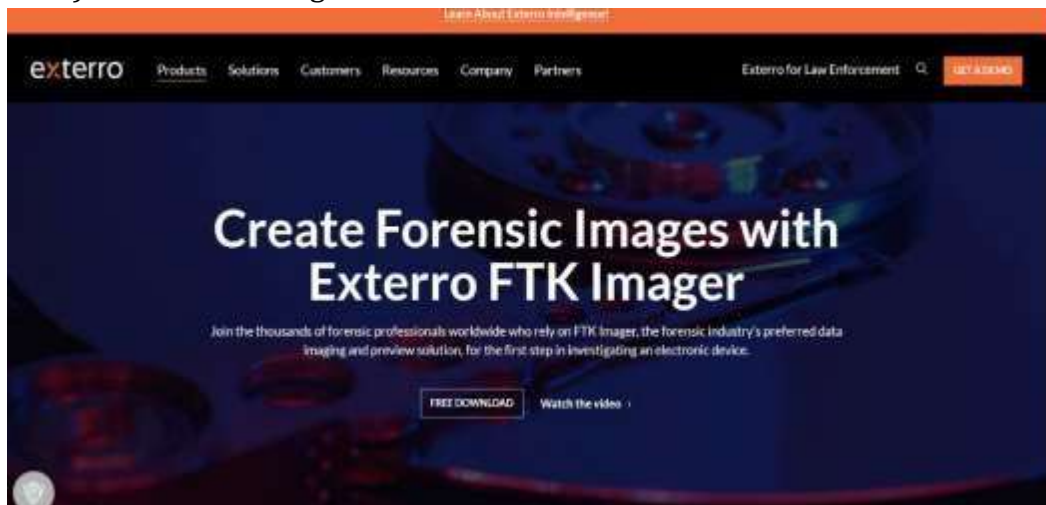 Learn About Exterro Intelligence!
exterro Products Solutions Customers Resources Company Partners Exterro for Law Enforcement GET A DEMO
Create Forensic Images with
Exterro FTK Imager
Join the thousands of forensic professionals worldwide who rely on FTK Imager, the forensic industry's preferred data
imaging and preview solution, for the first step in investigating an electronic device.
FREE DOWNLOAD Watch the video ›